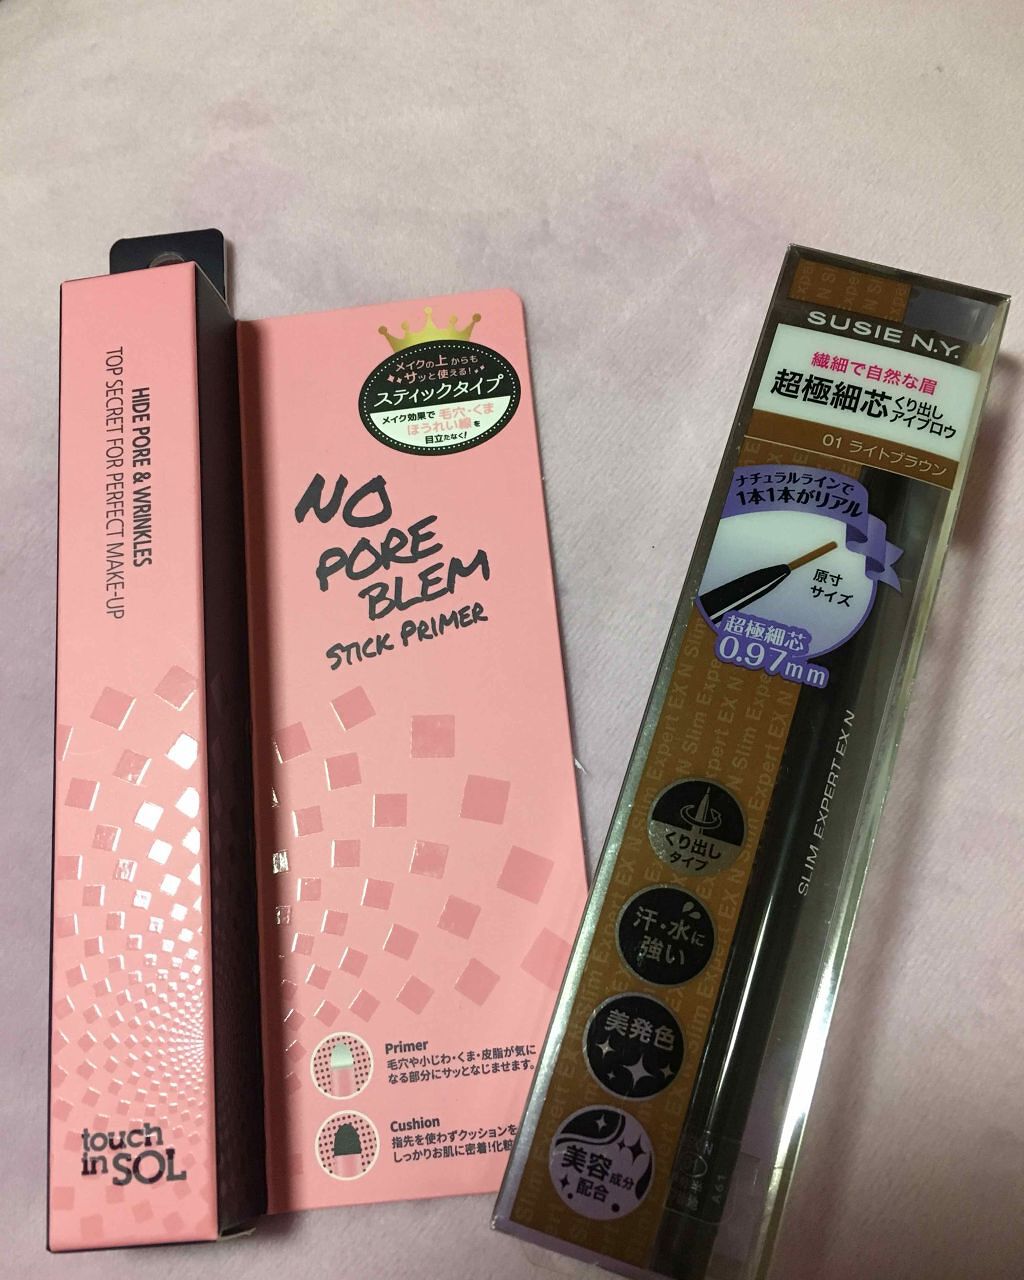 HIDE PORE & WRINKLES
TOP SECRET FOR PERFECT MAKE-UP
touch
in SOL
メイクの上からも
サッと使える!
スティックタイプ
メイク効果で 毛穴・くま
ほうれい線を
目立たなく!
NO
PORE
BLEM
STICK PRIMER
Primer
毛穴や小じわ・くま・皮脂が気に
なる部分にサッとなじませます。
Cushion
指先を使わずクッションを
しっかりお肌に密着!化粧
SUSIE N.Y.
繊細で自然な眉
超極細芯くり出し
アイブロウ
01 ライトブラウン
ナチュラルラインで
1本1本がリアル
原寸
サイズ
超極細芯
0.97mm
SLIM EXPERT EX N
くり出し
タイプ
汗・水に
強い
美発色
美容成分
配合
Slim Expert EX N Slim Expert EX N
A61